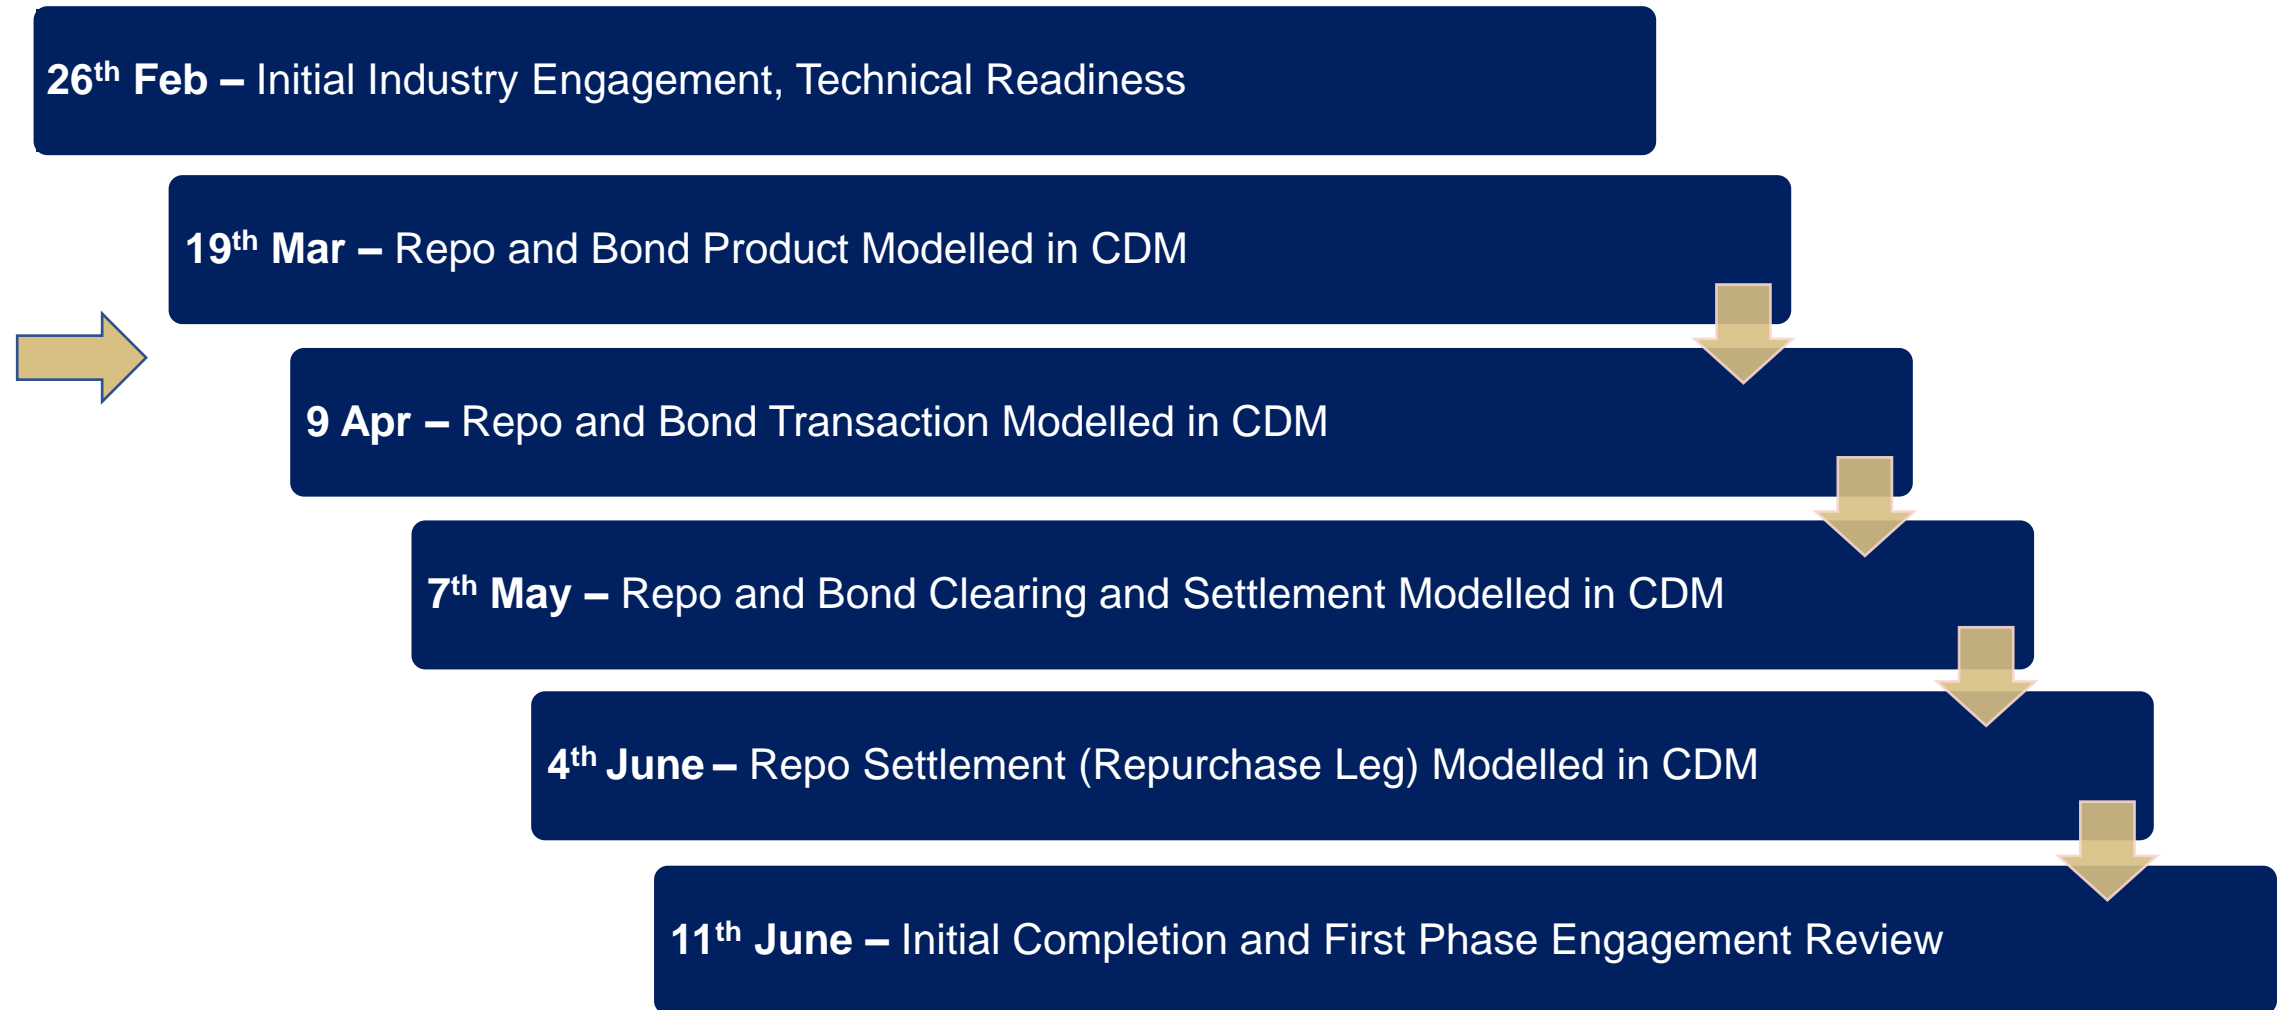 26th Feb – Initial Industry Engagement, Technical Readiness
19th Mar – Repo and Bond Product Modelled in CDM
9 Apr – Repo and Bond Transaction Modelled in CDM
7th May – Repo and Bond Clearing and Settlement Modelled in CDM
4th June – Repo Settlement (Repurchase Leg) Modelled in CDM
11th June – Initial Completion and First Phase Engagement Review